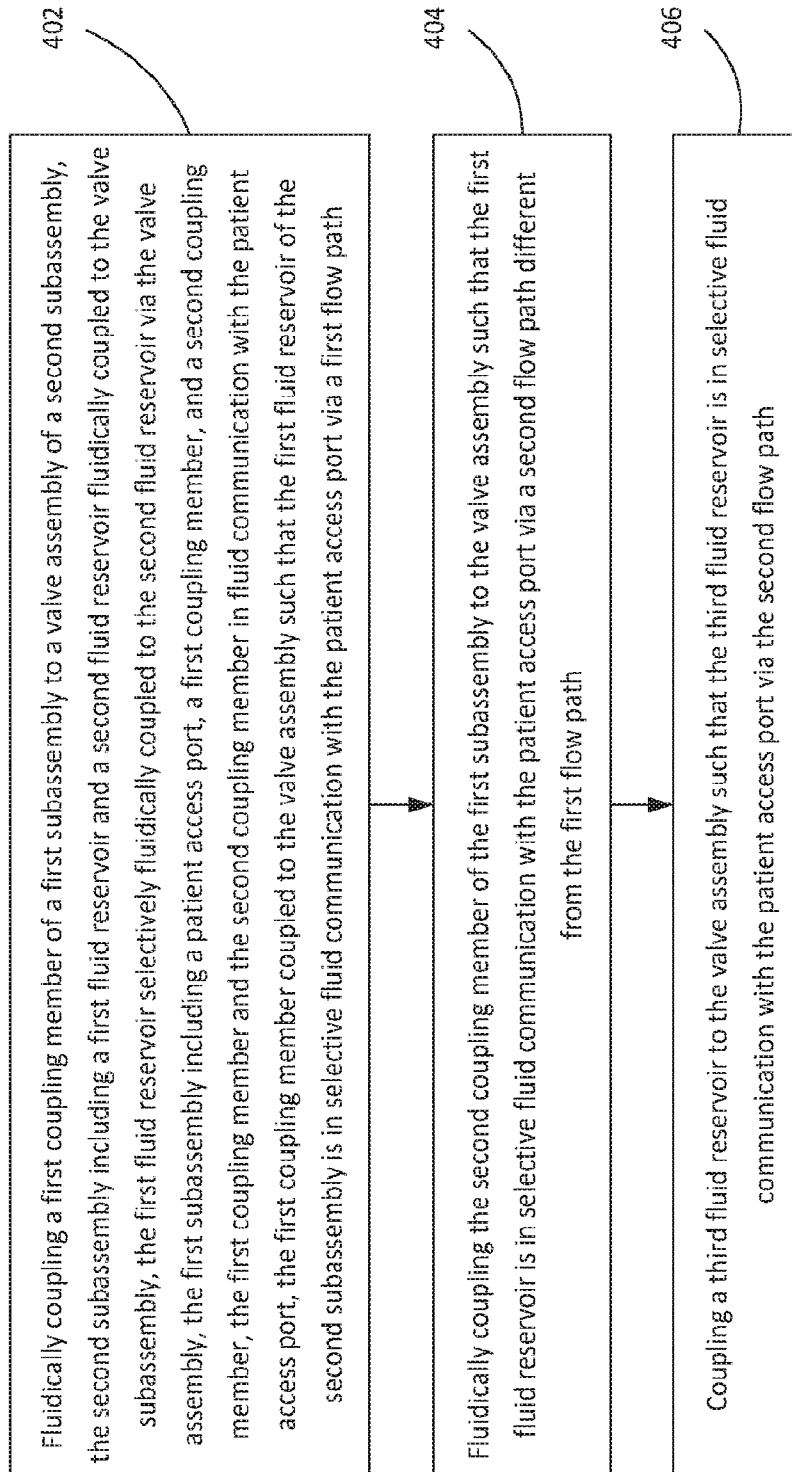 402
Fluidically coupling a first coupling member of a first subassembly to a valve assembly of a second subassembly,
the second subassembly including a first fluid reservoir and a second fluid reservoir fluidically coupled to the valve
subassembly, the first fluid reservoir selectively fluidically coupled to the second fluid reservoir via the valve
assembly, the first subassembly including a patient access port, a first coupling member, and a second coupling
member, the first coupling member and the second coupling member in fluid communication with the patient
access port, the first coupling member coupled to the valve assembly such that the first fluid reservoir of the
second subassembly is in selective fluid communication with the patient access port via a first flow path
404
Fluidically coupling the second coupling member of the first subassembly to the valve assembly such that the first
fluid reservoir is in selective fluid communication with the patient access port via a second flow path different
from the first flow path
406
Coupling a third fluid reservoir to the valve assembly such that the third fluid reservoir is in selective fluid
communication with the patient access port via the second flow path